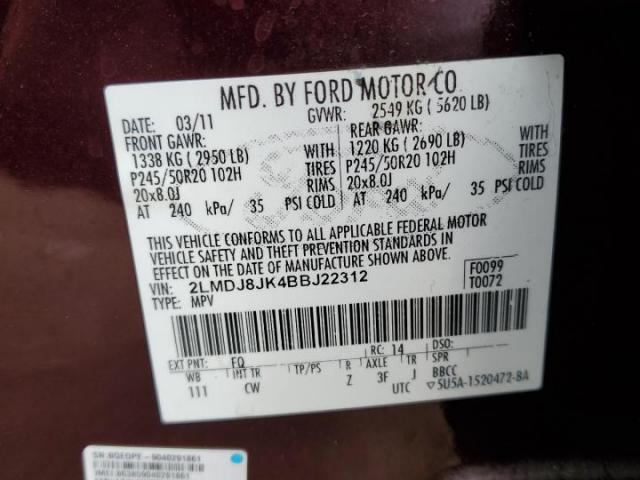 MFD. BY FORD MOTOR CO
DATE: 03/11 GVWR: 2549 KG ( 5620 LB)
FRONT GAWR: REAR GAWR:
1338 KG ( 2950 LB) WITH 1220 KG ( 2690 LB) WITH
P245/50R20 102H TIRES P245/50R20 102H TIRES
20x8.0J RIMS 20x8.0J RIMS
AT 240 kPa/ 35 PSI COLD AT 240 kPa/ 35 PSI COLD
THIS VEHICLE CONFORMS TO ALL APPLICABLE FEDERAL MOTOR
VEHICLE SAFETY AND THEFT PREVENTION STANDARDS IN
EFFECT ON THE DATE OF MANUFACTURE SHOWN ABOVE.
VIN: 2LMDJ8JK4BBJ22312 F0099
TYPE: MPV T0072
EXT PNT: FQ RC: 14 DSO:
WB INT TR TP/PS R AXLE TR SPR
111 CW Z 3F J BBCC
UTC ▽5U5A-1520472-BA
SN:BQEOPE - 9040291861